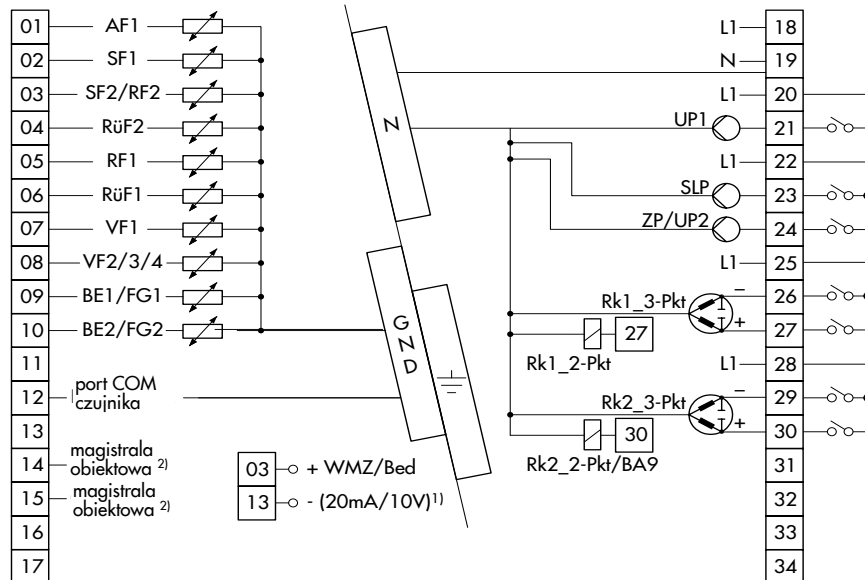 01 AF1
02 SF1
03 SF2/RF2
04 RüF2
05 RF1
06 RüF1
07 VF1
08 VF2/3/4
09 BE1/FG1
10 BE2/FG2
11
12 port COM
czujnika
13
14 magistrala
obiektowa 2)
15 magistrala
obiektowa 2)
16
17
03 + WMZ/Bed
13 - (20mA/10V)1)
N
GND
L1 18
N 19
L1 20
UP1 21
L1 22
SLP 23
ZP/UP2 24
L1 25
Rk1_3-Pkt − 26
+ 27
27
Rk1_2-Pkt
L1 28
Rk2_3-Pkt − 29
+ 30
30
Rk2_2-Pkt/BA9
31
32
33
34